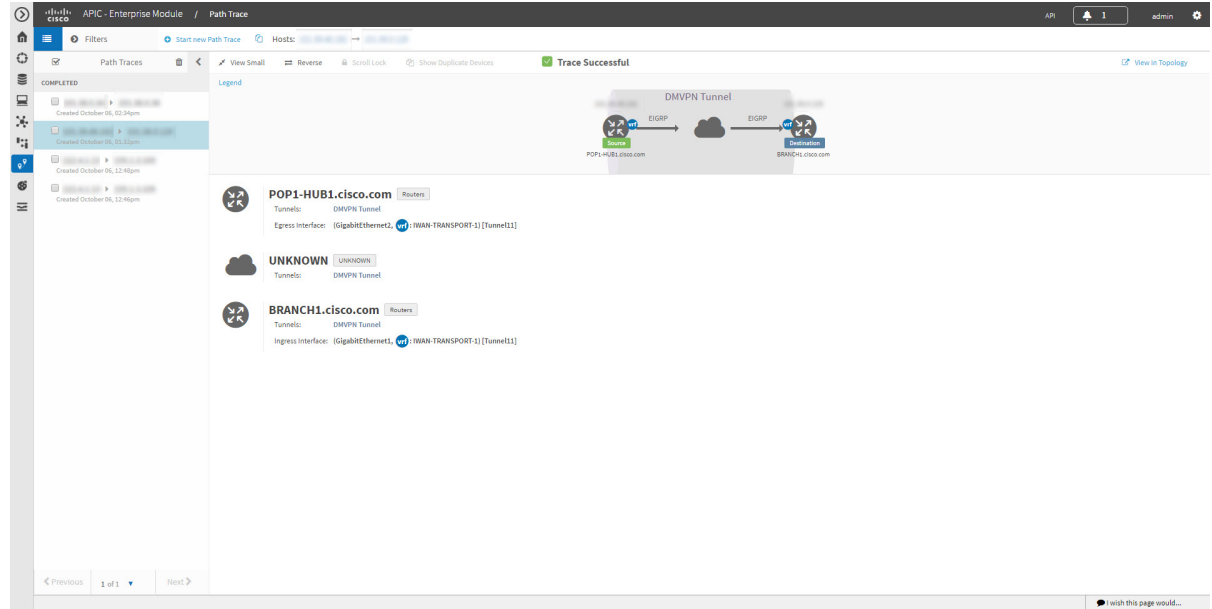 cisco APIC - Enterprise Module / Path Trace API 1 admin
Filters Start new Path Trace Hosts: →
Path Traces View Small Reverse Scroll Lock Show Duplicate Devices Trace Successful View in Topology
COMPLETED
Created October 06, 02:34pm
Created October 06, 01:32pm
Created October 06, 12:48pm
Created October 06, 12:46pm
Legend
DMVPN Tunnel
vrf EIGRP EIGRP vrf
Source Destination
POP1-HUB1.cisco.com BRANCH1.cisco.com
POP1-HUB1.cisco.com Routers
Tunnels: DMVPN Tunnel
Egress Interface: (GigabitEthernet2, vrf : IWAN-TRANSPORT-1) [Tunnel11]
UNKNOWN UNKNOWN
Tunnels: DMVPN Tunnel
BRANCH1.cisco.com Routers
Tunnels: DMVPN Tunnel
Ingress Interface: (GigabitEthernet1, vrf : IWAN-TRANSPORT-1) [Tunnel11]
Previous 1 of 1 Next
I wish this page would...